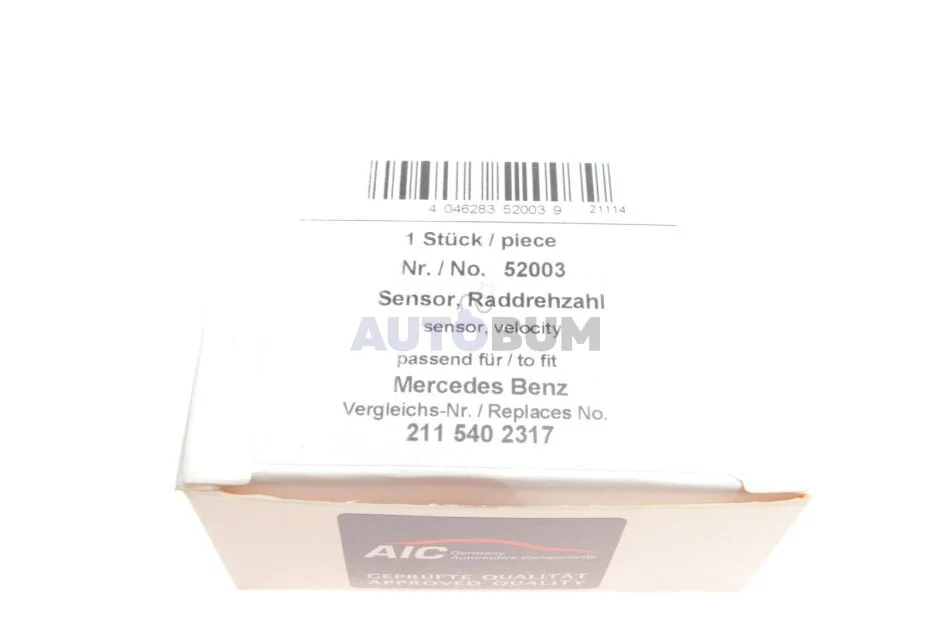 4 046283 52003 9 21114
1 Stück / piece
Nr. / No. 52003
Sensor, Raddrehzahl
AUTOBUM
sensor, velocity
passend für / to fit
Mercedes Benz
Vergleichs-Nr. / Replaces No.
211 540 2317
AIC Germany
Automotive Components
GEPRÜFTE QUALITÄT
APPROVED QUALITY